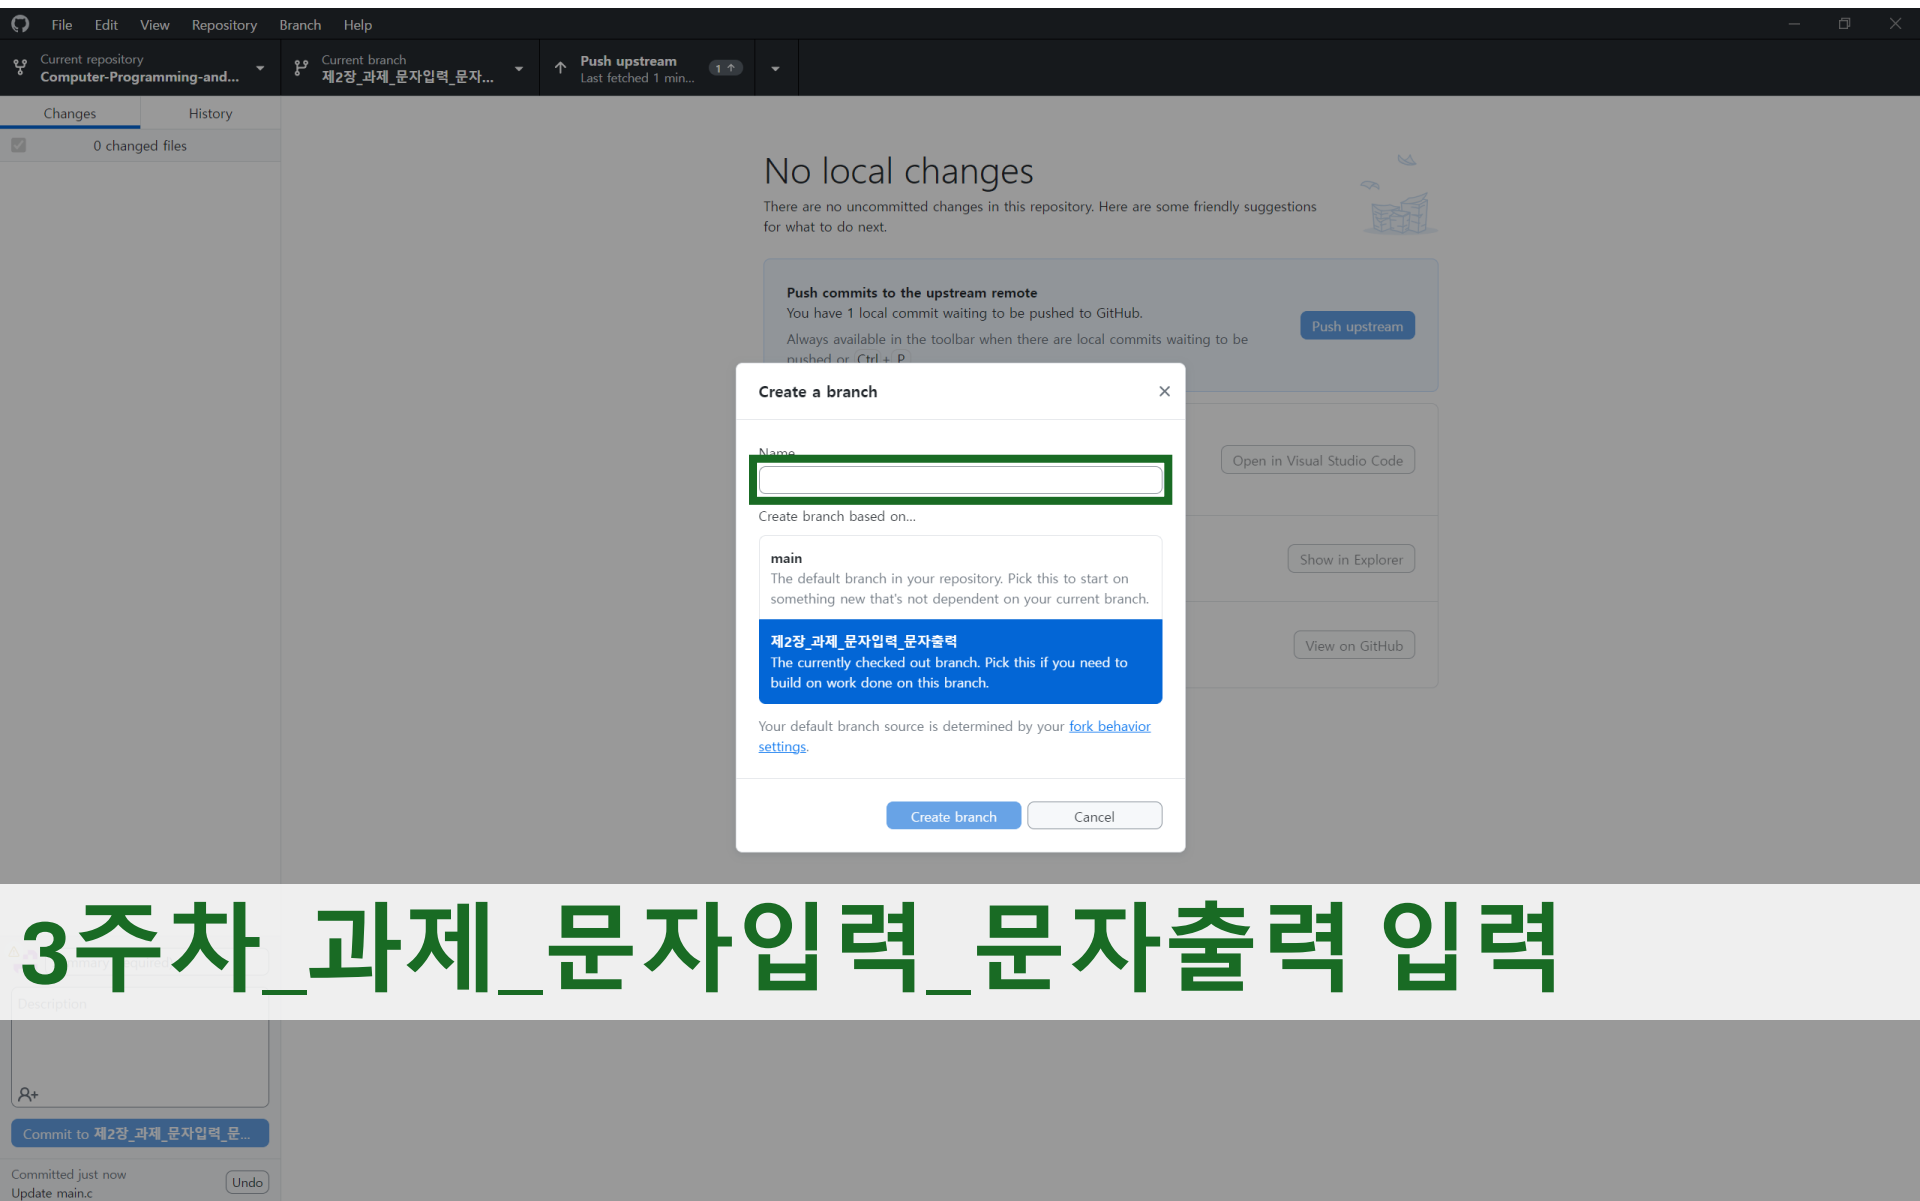 File Edit View Repository Branch Help
Current repository
Computer-Programming-and...
Current branch
제2장_과제_문자입력_문자...
Push upstream
Last fetched 1 min...
1
Changes History
0 changed files
No local changes
There are no uncommitted changes in this repository. Here are some friendly suggestions
for what to do next.
Push commits to the upstream remote
You have 1 local commit waiting to be pushed to GitHub.
Always available in the toolbar when there are local commits waiting to be
pushed or Ctrl + P
Push upstream
Create a branch
Name
Create branch based on...
main
The default branch in your repository. Pick this to start on
something new that's not dependent on your current branch.
제2장_과제_문자입력_문자출력
The currently checked out branch. Pick this if you need to
build on work done on this branch.
Your default branch source is determined by your fork behavior
settings.
Create branch Cancel
Open in Visual Studio Code
Show in Explorer
View on GitHub
3주차_과제_문자입력_문자출력 입력
Description
Commit to 제2장_과제_문자입력_문...
Committed just now
Update main.c
Undo